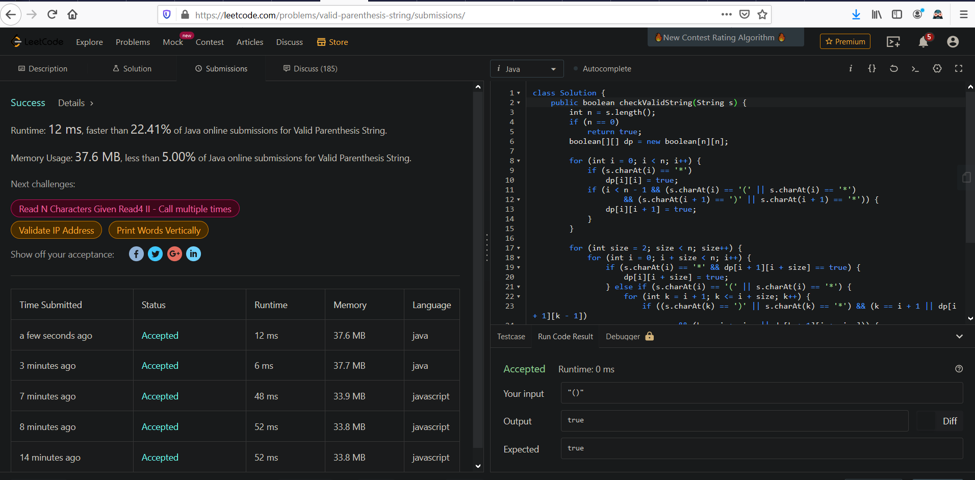 https://leetcode.com/problems/valid-parenthesis-string/submissions/
LeetCode Explore Problems Mock new Contest Articles Discuss Store
🔥New Contest Rating Algorithm 🔥
Premium
5
Description Solution Submissions Discuss (185)
i Java Autocomplete
Success Details ›
Runtime: 12 ms, faster than 22.41% of Java online submissions for Valid Parenthesis String.
Memory Usage: 37.6 MB, less than 5.00% of Java online submissions for Valid Parenthesis String.
Next challenges:
Read N Characters Given Read4 II - Call multiple times
Validate IP Address Print Words Vertically
Show off your acceptance:
Time Submitted Status Runtime Memory Language
a few seconds ago Accepted 12 ms 37.6 MB java
3 minutes ago Accepted 6 ms 37.7 MB java
7 minutes ago Accepted 48 ms 33.9 MB javascript
8 minutes ago Accepted 52 ms 33.8 MB javascript
14 minutes ago Accepted 52 ms 33.8 MB javascript
1 class Solution {
2 public boolean checkValidString(String s) {
3 int n = s.length();
4 if (n == 0)
5 return true;
6 boolean[][] dp = new boolean[n][n];
7
8 for (int i = 0; i < n; i++) {
9 if (s.charAt(i) == '*')
10 dp[i][i] = true;
11 if (i < n - 1 && (s.charAt(i) == '(' || s.charAt(i) == '*')
12 && (s.charAt(i + 1) == ')' || s.charAt(i + 1) == '*')) {
13 dp[i][i + 1] = true;
14 }
15 }
16
17 for (int size = 2; size < n; size++) {
18 for (int i = 0; i + size < n; i++) {
19 if (s.charAt(i) == '*' && dp[i + 1][i + size] == true) {
20 dp[i][i + size] = true;
21 } else if (s.charAt(i) == '(' || s.charAt(i) == '*') {
22 for (int k = i + 1; k <= i + size; k++) {
23 if ((s.charAt(k) == ')' || s.charAt(k) == '*') && (k == i + 1 || dp[i
+ 1][k - 1])
Testcase Run Code Result Debugger
Accepted Runtime: 0 ms
Your input "()"
Output true Diff
Expected true